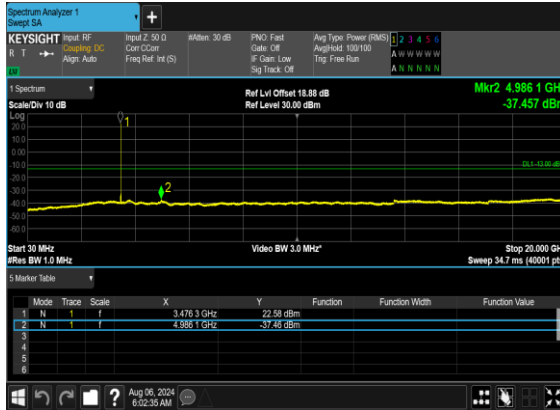 Spectrum Analyzer 1
Swept SA
+
KEYSIGHT
R T
LXI
Input: RF
Coupling: DC
Align: Auto
Input Z: 50 Ω
Corr CCorr
Freq Ref: Int (S)
#Atten: 30 dB
PNO: Fast
Gate: Off
IF Gain: Low
Sig Track: Off
Avg Type: Power (RMS)
Avg|Hold: 100/100
Trig: Free Run
1 2 3 4 5 6
A W W W W W
A N N N N N
1 Spectrum
Scale/Div 10 dB
Ref Lvl Offset 18.88 dB
Ref Level 30.00 dBm
Mkr2 4.986 1 GHz
-37.457 dBm
Log
20.0
10.0
0.00
-10.0
-20.0
-30.0
-40.0
-50.0
-60.0
1
2
DL1 -13.00 dBm
Start 30 MHz
#Res BW 1.0 MHz
Video BW 3.0 MHz*
Stop 20.000 GH
Sweep 34.7 ms (40001 pts
5 Marker Table
Mode Trace Scale X Y Function Function Width Function Value
1 N 1 f 3.476 3 GHz 22.58 dBm
2 N 1 f 4.986 1 GHz -37.46 dBm
3
4
5
6
?
Aug 06, 2024
6:02:35 AM